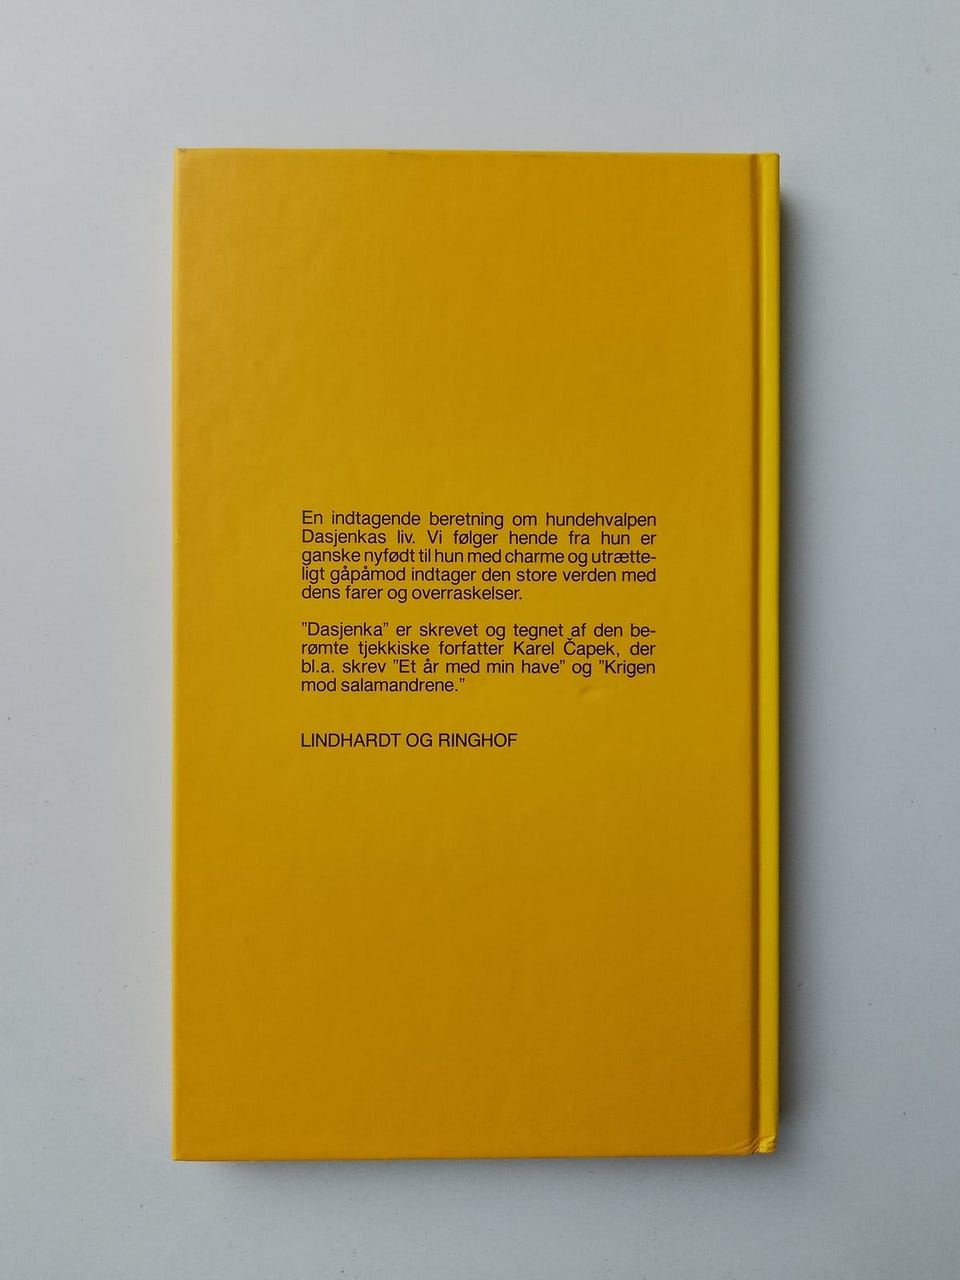 En indtagende beretning om hundehvalpen
Dasjenkas liv. Vi følger hende fra hun er
ganske nyfødt til hun med charme og utrætte-
ligt gåpåmod indtager den store verden med
dens farer og overraskelser.
”Dasjenka” er skrevet og tegnet af den be-
rømte tjekkiske forfatter Karel Čapek, der
bl.a. skrev ”Et år med min have” og ”Krigen
mod salamandrene.”
LINDHARDT OG RINGHOF